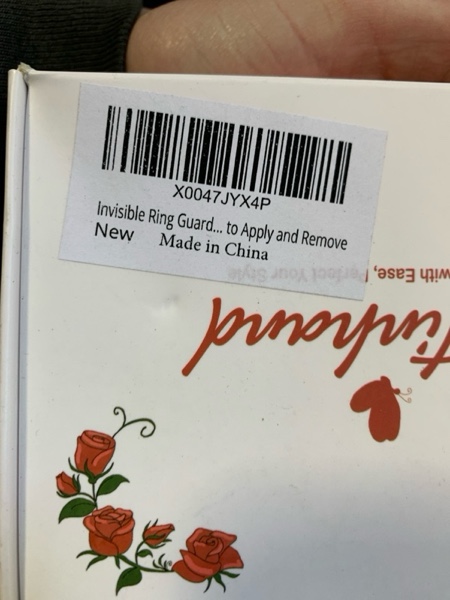 X0047JYX4P
Invisible Ring Guard... to Apply and Remove
New Made in China
with Ease, Perfect Your Style